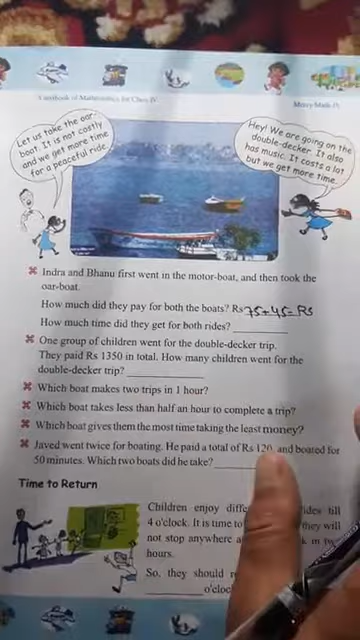 Textbook of Mathematics for Class IV
Merry Math IV
Let us take the oar-
boat. It is not costly
and we get more time
for a peaceful ride.
Hey! We are going on the
double-decker. It also
has music. It costs a lot
but we get more time.
⌘ Indra and Bhanu first went in the motor-boat, and then took the
oar-boat.
How much did they pay for both the boats? Rs 75+45= Rs
How much time did they get for both rides? ________
⌘ One group of children went for the double-decker trip.
They paid Rs 1350 in total. How many children went for the
double-decker trip? ________
⌘ Which boat makes two trips in 1 hour?
⌘ Which boat takes less than half an hour to complete a trip?
⌘ Which boat gives them the most time taking the least money?
⌘ Javed went twice for boating. He paid a total of Rs 120, and boated for
50 minutes. Which two boats did he take? ________
Time to Return
Children enjoy rides till
4 o'clock. It is time to they will
not stop anywhere
hours.
So, they should
________